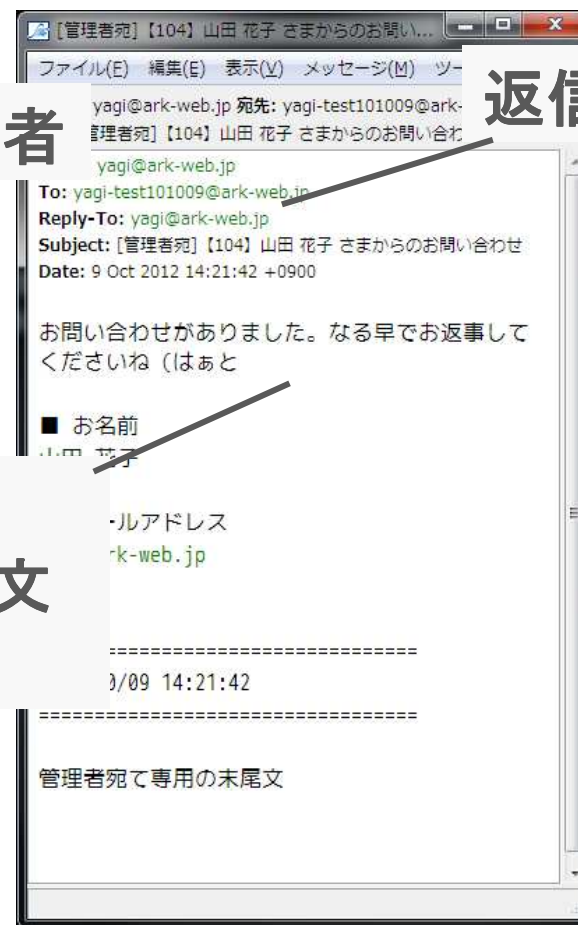 [管理者宛]【104】山田 花子 さまからのお問い...
ファイル(F) 編集(E) 表示(V) メッセージ(M) ツー
者
返信
yagi@ark-web.jp 宛先: yagi-test101009@ark-
管理者宛]【104】山田 花子 さまからのお問い合わ
yagi@ark-web.jp
To: yagi-test101009@ark-web.jp
Reply-To: yagi@ark-web.jp
Subject: [管理者宛]【104】山田 花子 さまからのお問い合わせ
Date: 9 Oct 2012 14:21:42 +0900
お問い合わせがありました。なる早でお返事して
くださいね（はぁと
■ お名前
山田 花子
ールアドレス
rk-web.jp
文
============================
0/09 14:21:42
==================================
管理者宛て専用の末尾文